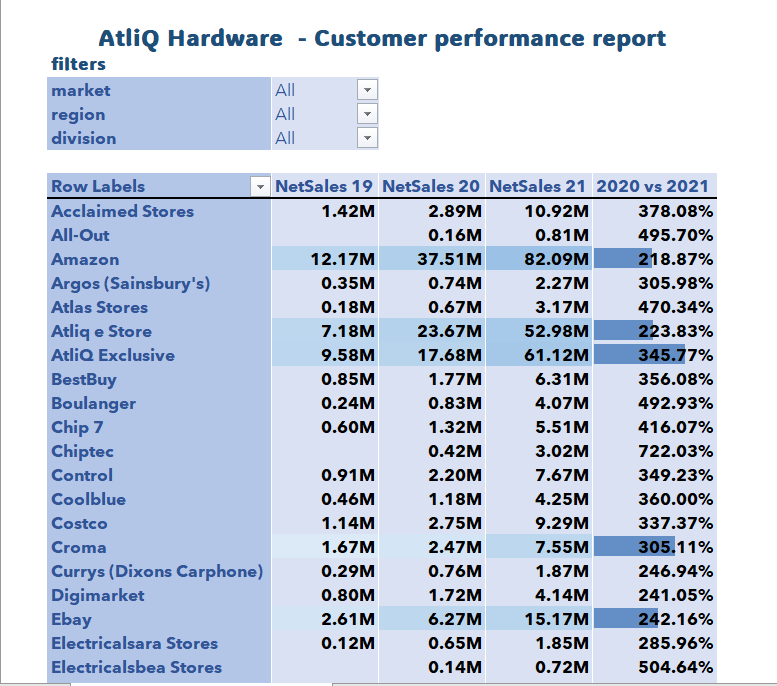 AtliQ Hardware - Customer performance report
filters
market All
region All
division All
Row Labels NetSales 19 NetSales 20 NetSales 21 2020 vs 2021
Acclaimed Stores 1.42M 2.89M 10.92M 378.08%
All-Out 0.16M 0.81M 495.70%
Amazon 12.17M 37.51M 82.09M 218.87%
Argos (Sainsbury's) 0.35M 0.74M 2.27M 305.98%
Atlas Stores 0.18M 0.67M 3.17M 470.34%
Atliq e Store 7.18M 23.67M 52.98M 223.83%
AtliQ Exclusive 9.58M 17.68M 61.12M 345.77%
BestBuy 0.85M 1.77M 6.31M 356.08%
Boulanger 0.24M 0.83M 4.07M 492.93%
Chip 7 0.60M 1.32M 5.51M 416.07%
Chiptec 0.42M 3.02M 722.03%
Control 0.91M 2.20M 7.67M 349.23%
Coolblue 0.46M 1.18M 4.25M 360.00%
Costco 1.14M 2.75M 9.29M 337.37%
Croma 1.67M 2.47M 7.55M 305.11%
Currys (Dixons Carphone) 0.29M 0.76M 1.87M 246.94%
Digimarket 0.80M 1.72M 4.14M 241.05%
Ebay 2.61M 6.27M 15.17M 242.16%
Electricalsara Stores 0.12M 0.65M 1.85M 285.96%
Electricalsbea Stores 0.14M 0.72M 504.64%